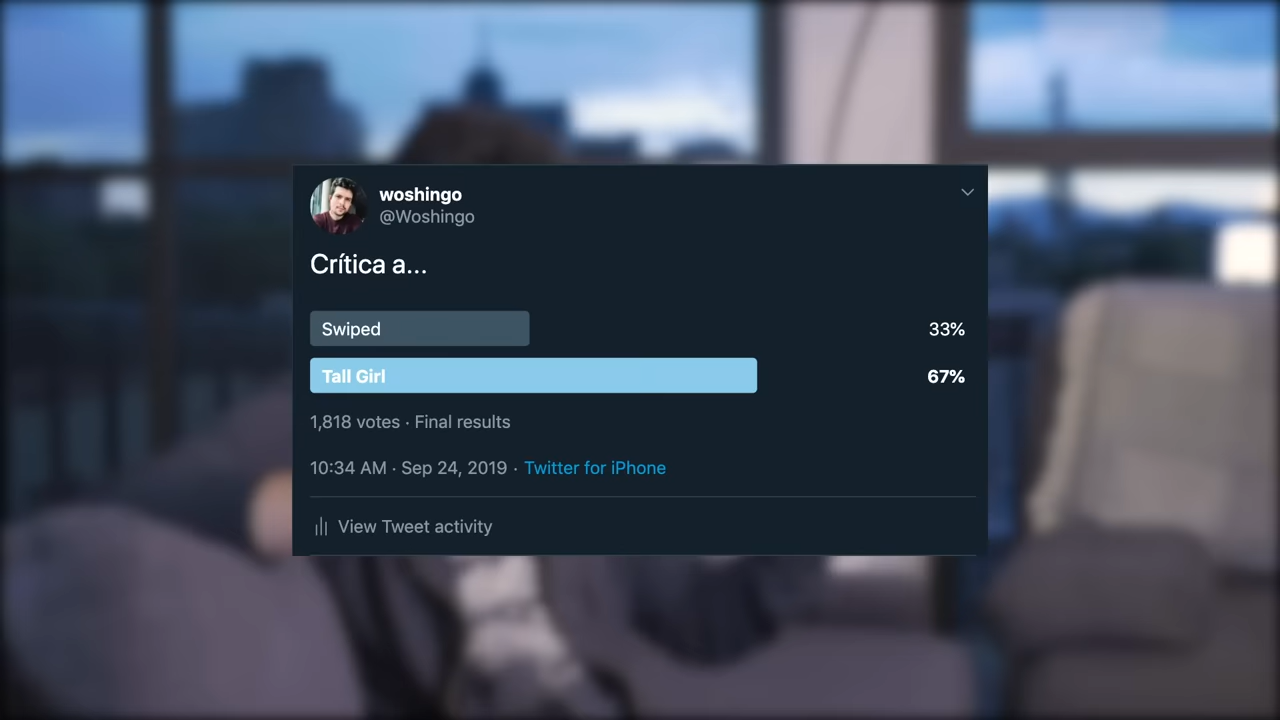 woshingo
@Woshingo
Crítica a...
Swiped 33%
Tall Girl 67%
1,818 votes · Final results
10:34 AM · Sep 24, 2019 · Twitter for iPhone
View Tweet activity